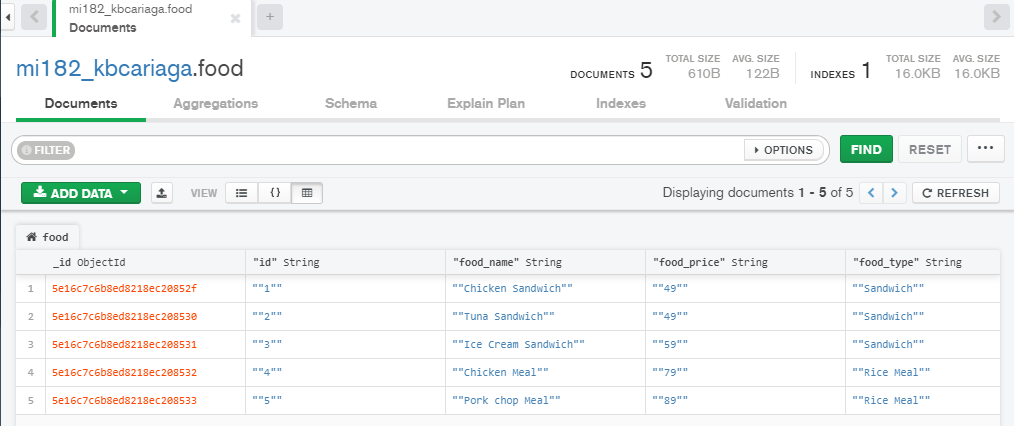 mi182_kbcariaga.food
Documents
mi182_kbcariaga.food
DOCUMENTS 5 TOTAL SIZE 610B AVG. SIZE 122B INDEXES 1 TOTAL SIZE 16.0KB AVG. SIZE 16.0KB
Documents Aggregations Schema Explain Plan Indexes Validation
FILTER OPTIONS FIND RESET ...
ADD DATA VIEW {} Displaying documents 1 - 5 of 5 < > REFRESH
food
_id ObjectId "id" String "food_name" String "food_price" String "food_type" String
1 5e16c7c6b8ed8218ec20852f ""1"" ""Chicken Sandwich"" ""49"" ""Sandwich""
2 5e16c7c6b8ed8218ec208530 ""2"" ""Tuna Sandwich"" ""49"" ""Sandwich""
3 5e16c7c6b8ed8218ec208531 ""3"" ""Ice Cream Sandwich"" ""59"" ""Sandwich""
4 5e16c7c6b8ed8218ec208532 ""4"" ""Chicken Meal"" ""79"" ""Rice Meal""
5 5e16c7c6b8ed8218ec208533 ""5"" ""Pork chop Meal"" ""89"" ""Rice Meal""